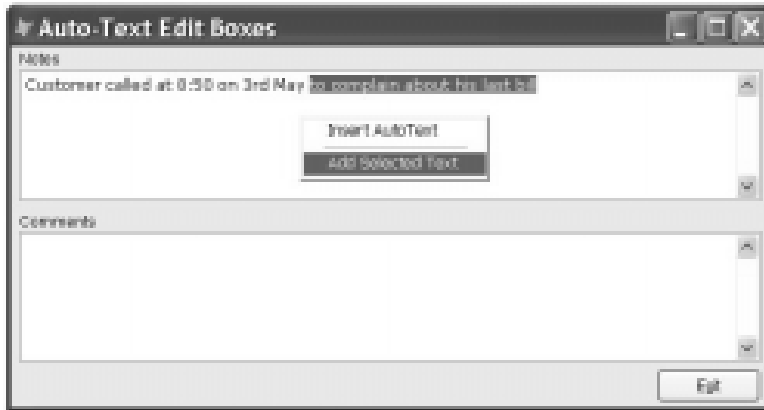 Auto-Text Edit Boxes
Notes
Customer called at 8:50 on 3rd May to complain about his last bill
Insert AutoText
Add Selected Text
Comments
Exit